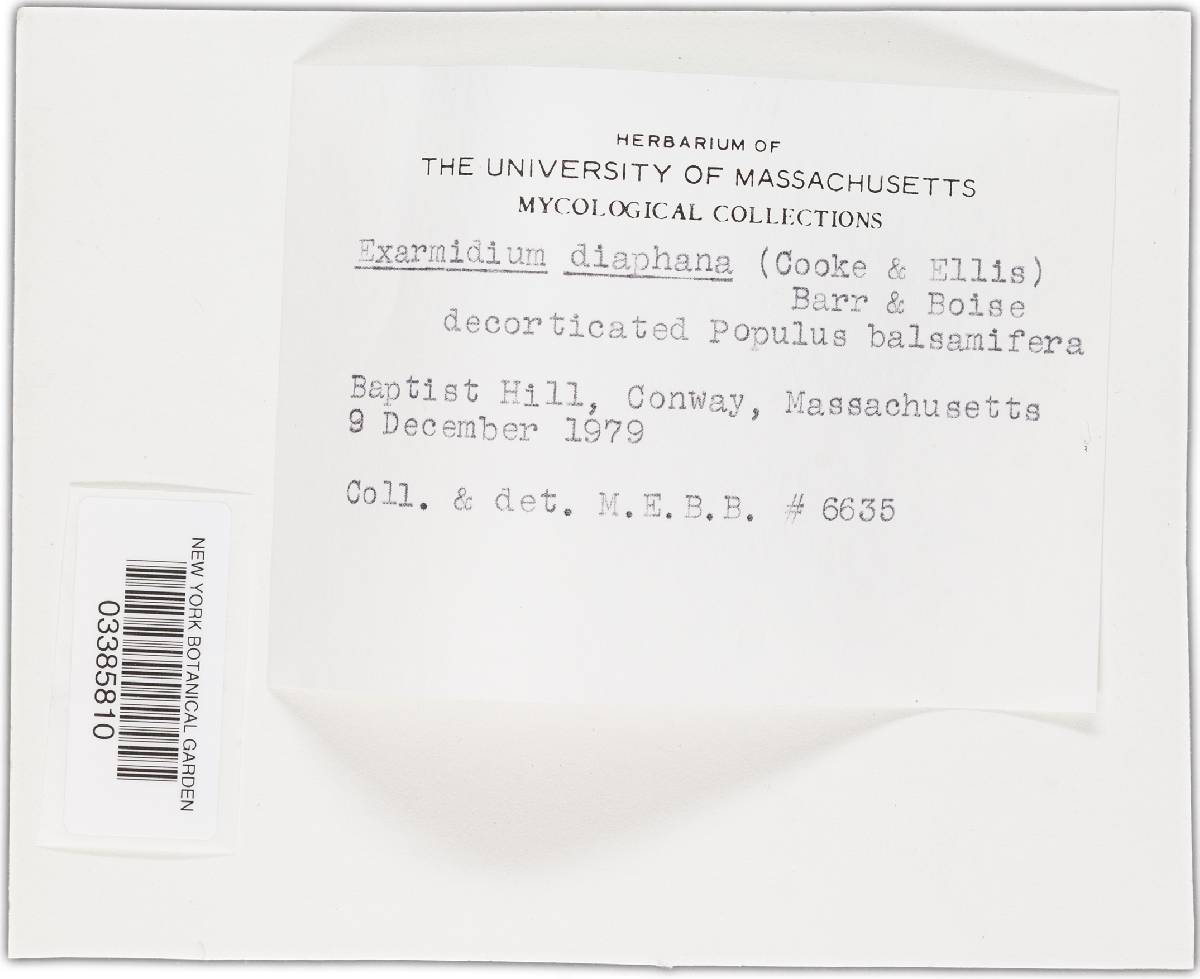 HERBARIUM OF
THE UNIVERSITY OF MASSACHUSETTS
MYCOLOGICAL COLLECTIONS
Exarmidium diaphana (Cooke & Ellis)
Barr & Boise
decorticated Populus balsamifera
Baptist Hill, Conway, Massachusetts
9 December 1979
Coll. & det. M.E.B.B. # 6635
NEW YORK BOTANICAL GARDEN
03385810